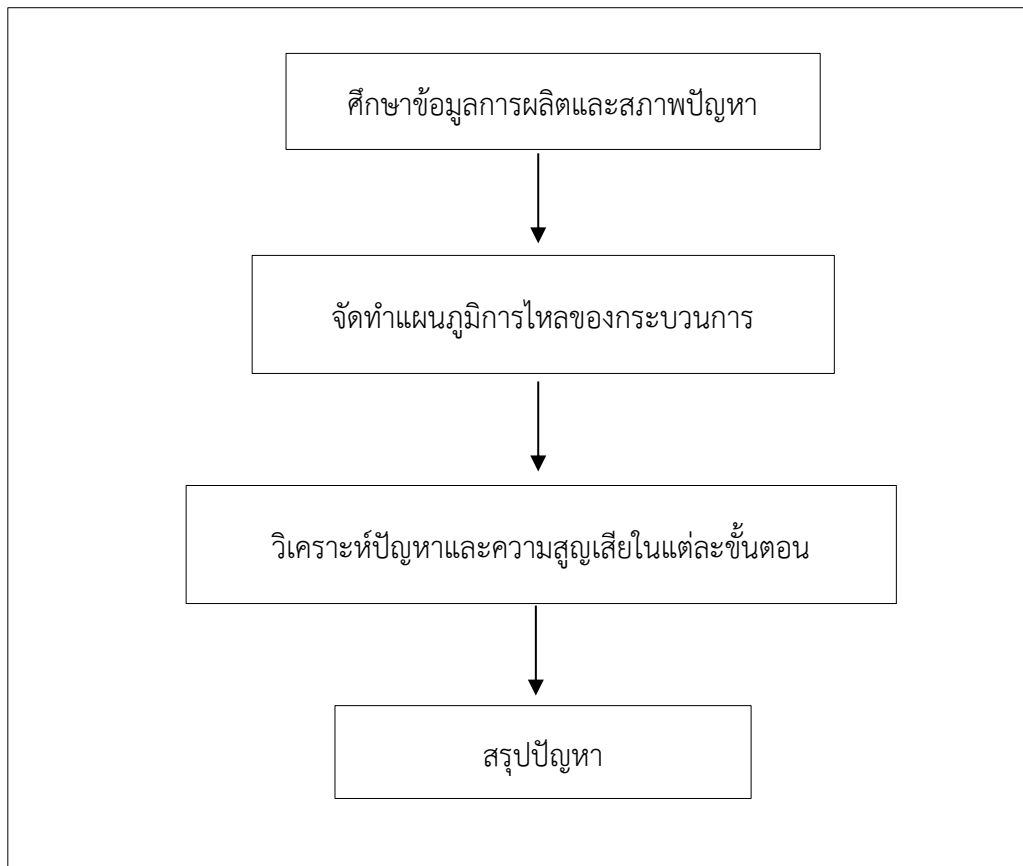 ศึกษาข้อมูลการผลิตและสภาพปัญหา
จัดทำแผนภูมิการไหลของกระบวนการ
วิเคราะห์ปัญหาและความสูญเสียในแต่ละขั้นตอน
สรุปปัญหา